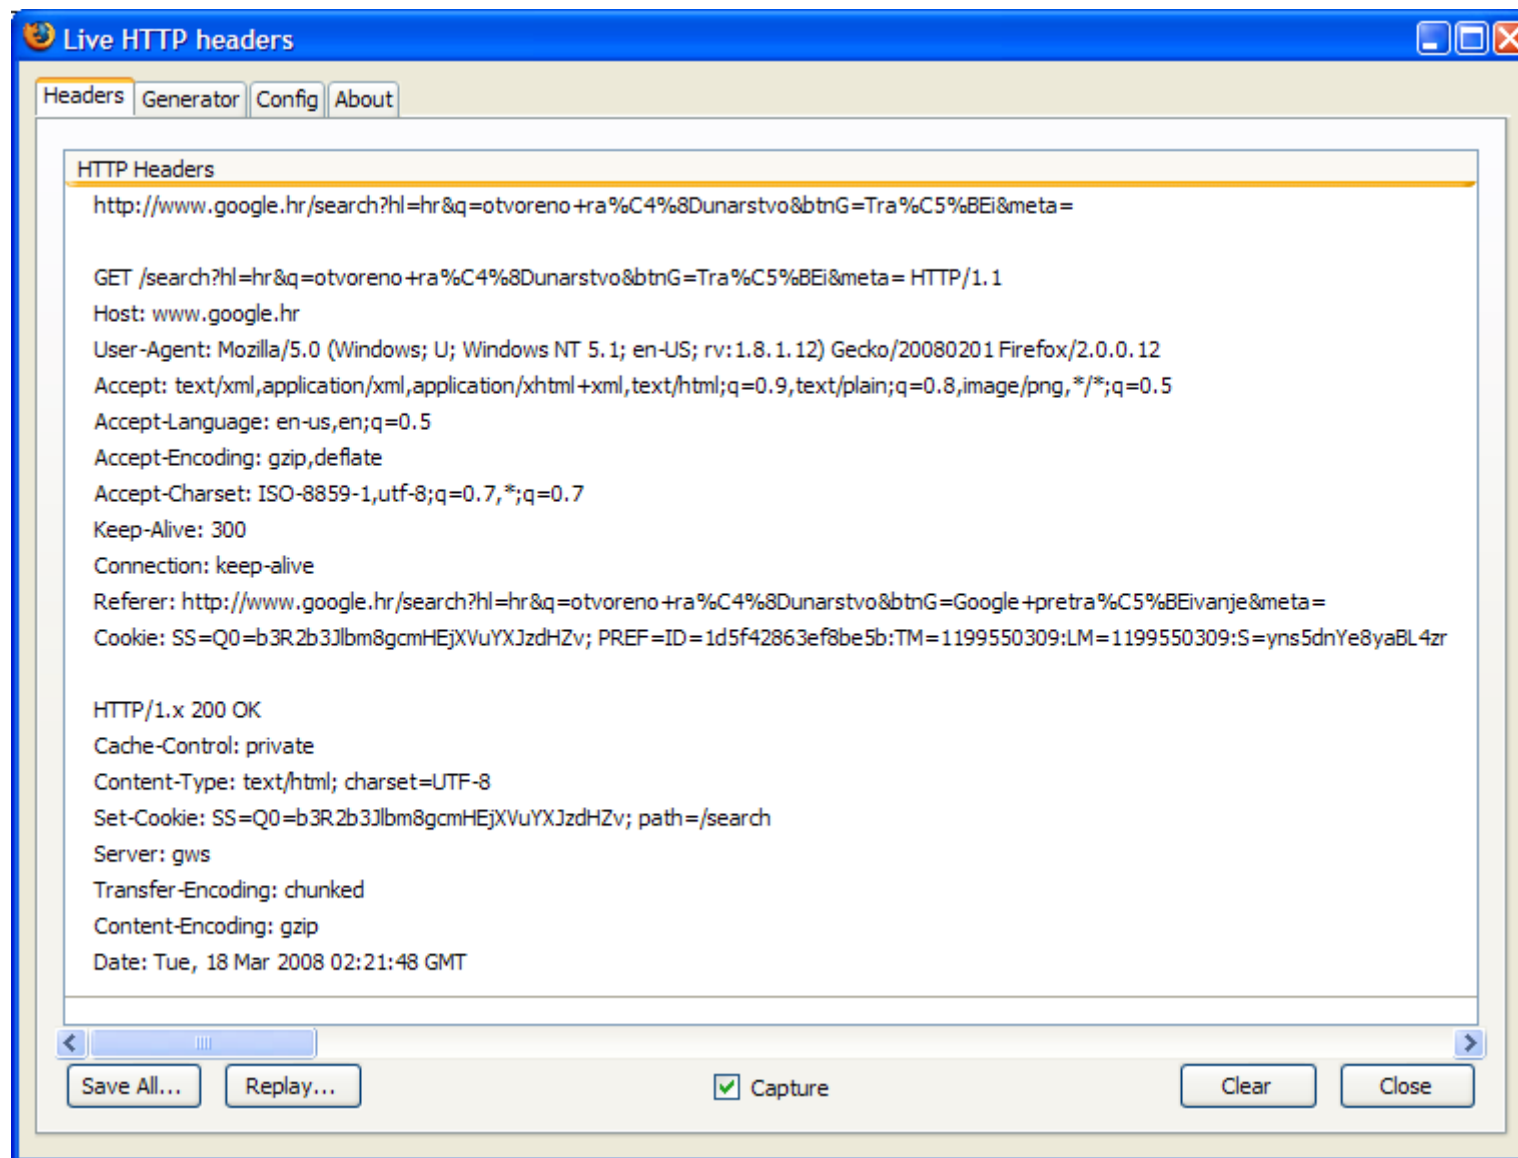 Live HTTP headers
Headers Generator Config About
HTTP Headers
http://www.google.hr/search?hl=hr&q=otvoreno+ra%C4%8Dunarstvo&btnG=Tra%C5%BEi&meta=
GET /search?hl=hr&q=otvoreno+ra%C4%8Dunarstvo&btnG=Tra%C5%BEi&meta= HTTP/1.1
Host: www.google.hr
User-Agent: Mozilla/5.0 (Windows; U; Windows NT 5.1; en-US; rv:1.8.1.12) Gecko/20080201 Firefox/2.0.0.12
Accept: text/xml,application/xml,application/xhtml+xml,text/html;q=0.9,text/plain;q=0.8,image/png,*/*;q=0.5
Accept-Language: en-us,en;q=0.5
Accept-Encoding: gzip,deflate
Accept-Charset: ISO-8859-1,utf-8;q=0.7,*;q=0.7
Keep-Alive: 300
Connection: keep-alive
Referer: http://www.google.hr/search?hl=hr&q=otvoreno+ra%C4%8Dunarstvo&btnG=Google+pretra%C5%BEivanje&meta=
Cookie: SS=Q0=b3R2b3Jlbm8gcmHEjXVuYXJzdHZv; PREF=ID=1d5f42863ef8be5b:TM=1199550309:LM=1199550309:S=yns5dnYe8yaBL4zr
HTTP/1.x 200 OK
Cache-Control: private
Content-Type: text/html; charset=UTF-8
Set-Cookie: SS=Q0=b3R2b3Jlbm8gcmHEjXVuYXJzdHZv; path=/search
Server: gws
Transfer-Encoding: chunked
Content-Encoding: gzip
Date: Tue, 18 Mar 2008 02:21:48 GMT
Save All... Replay... Capture Clear Close